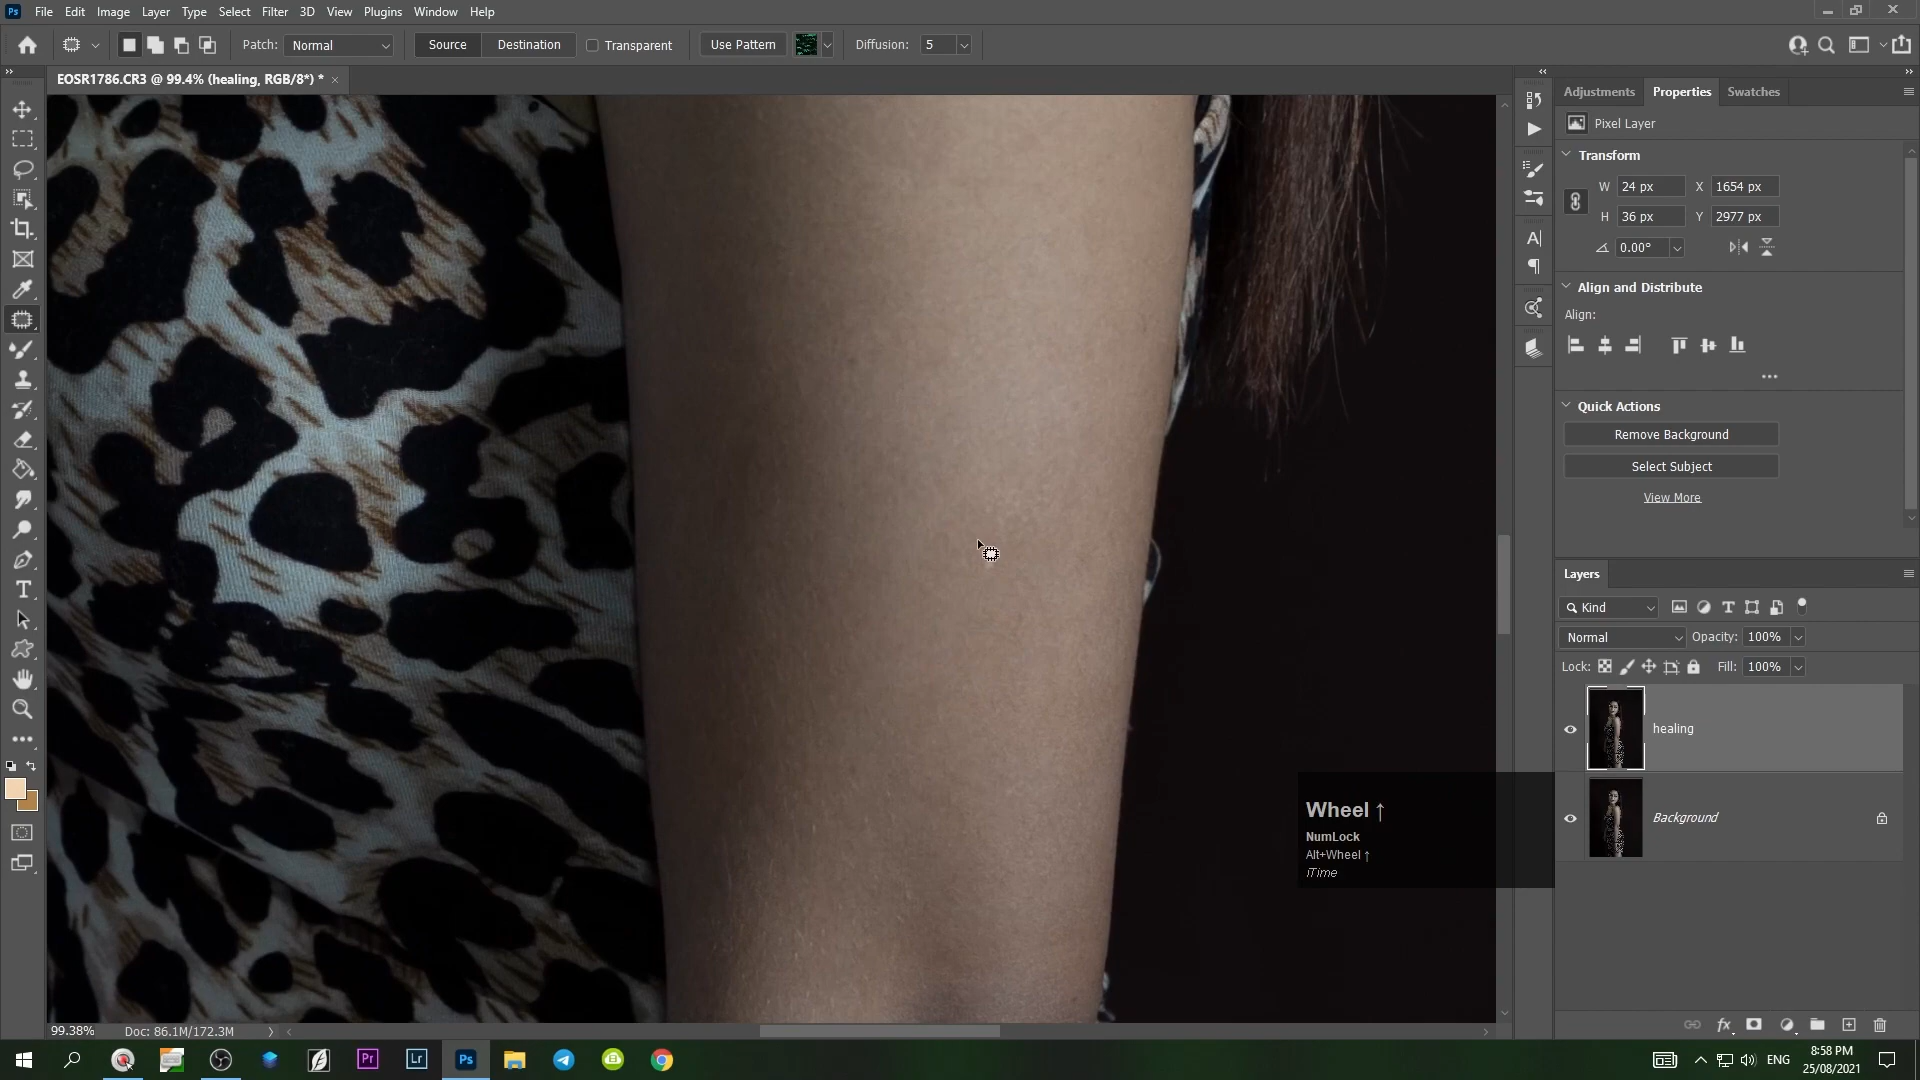 File Edit Image Layer Type Select Filter 3D View Plugins Window Help
Patch: Normal Source Destination Transparent Use Pattern Diffusion: 5
EOSR1786.CR3 @ 99.4% (healing, RGB/8*) * ×
Adjustments Properties Swatches
Pixel Layer
Transform
W 24 px X 1654 px
H 36 px Y 2977 px
0.00°
Align and Distribute
Align:
Quick Actions
Remove Background
Select Subject
View More
Layers
Kind
Normal Opacity: 100%
Lock: Fill: 100%
healing
Background
Wheel ↑
NumLock
Alt+Wheel ↑
iTime
99.38% Doc: 86.1M/172.3M
Pr Lr Ps
ENG
8:58 PM
25/08/2021